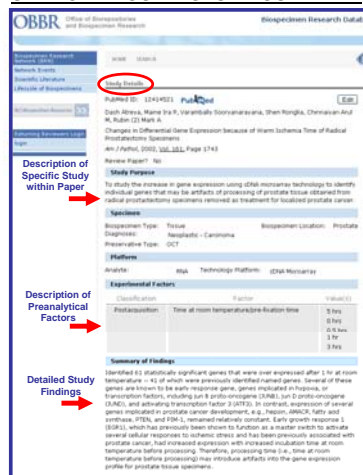 OBBR Office of Biorepositories
and Biospecimen Research
Biospecimen Research Data
Biospecimen Research
Network (BRN)
Network Events
Scientific Literature
Lifecycle of Biospecimens
Returning Reviewers Login
login
HOME SEARCH
Study Details
PubMed ID: 12414521 PubMed Edit
Dash Atreya, Maine Ira P, Varambally Sooryanarayana, Shen Ronglia, Chinnaiyan Arul
M, Rubin (2) Mark A
Changes in Differential Gene Expression because of Warm Ischemia Time of Radical
Prostatectomy Specimens
Am J Pathol, 2002, Vol. 161, Page 1743
Review Paper? No
Study Purpose
To study the increase in gene expression using cDNA microarray technology to identify
individual genes that may be artifacts of processing of prostate tissue obtained from
radical prostatectomy specimens removed as treatment for localized prostate cancer.
Description of
Specific Study
within Paper
Specimen
Biospecimen Type: Tissue Biospecimen Location: Prostate
Diagnoses: Neoplastic - Carcinoma
Preservative Type: OCT
Platform
Analyte: RNA Technology Platform: cDNA Microarray
Experimental Factors
Classification Factor Value(s)
Postacquisition Time at room temperature/pre-fixation time 5 hrs
0 hrs
0.5 hrs
1 hr
3 hrs
Description of
Preanalytical
Factors
Summary of Findings
Identified 61 statistically significant genes that were over expressed after 1 hr at room
temperature -- 41 of which were previously identified named genes. Several of these
genes are known to be early response genes, genes implicated in hypoxia, or
transcription factors, including jun B proto-oncogene (JUNB), jun D proto-oncogene
(JUND), and activating transcription factor 3 (ATF3). In contrast, expression of several
genes implicated in prostate cancer development, e.g., hepsin, AMACR, fatty acid
synthase, PTEN, and PIM-1, remained relatively constant. Early growth response 1
(EGR1), which has previously been shown to function as a master switch to activate
several cellular responses to ischemic stress and has been previously associated with
prostate cancer, had increased expression with increased incubation time at room
temperature before processing. Therefore, processing time (i.e., time at room
temperature before processing) may introduce artifacts into the gene expression
profile for prostate tissue specimens.
Detailed Study
Findings